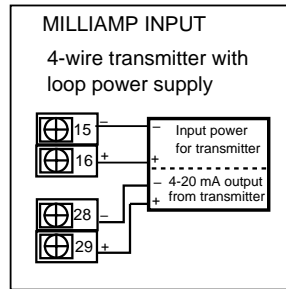 MILLIAMP INPUT
4-wire transmitter with
loop power supply
15 – – Input power
for transmitter
16 + +
28 – – 4-20 mA output
from transmitter
29 + +